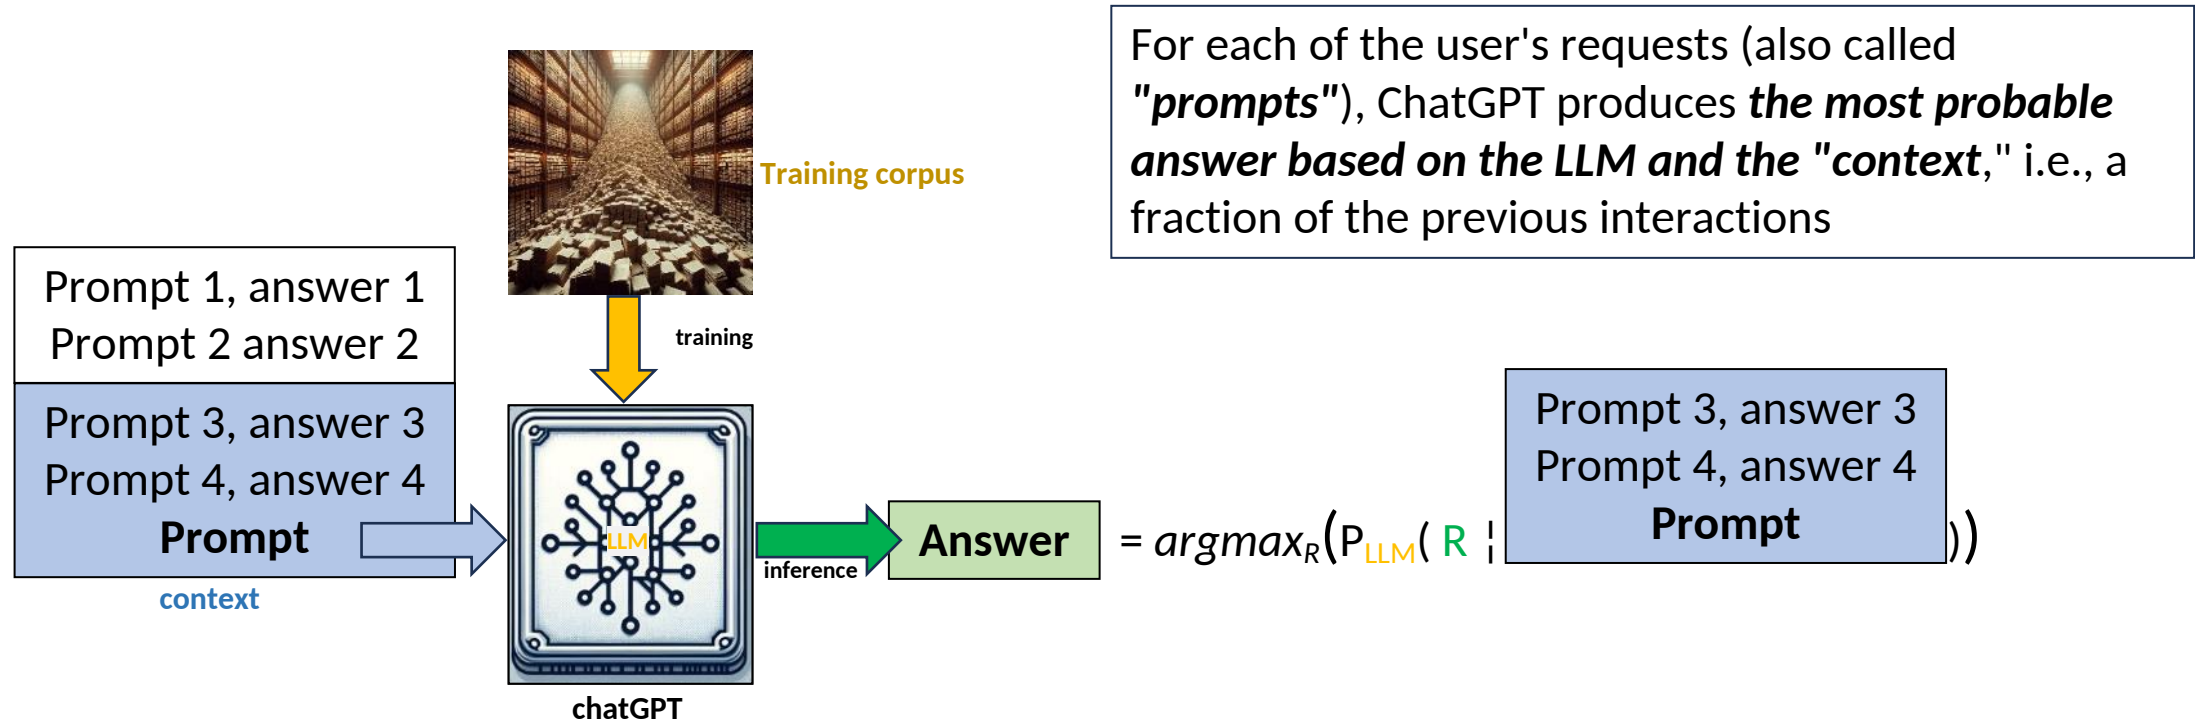 For each of the user's requests (also called
"prompts"), ChatGPT produces the most probable
answer based on the LLM and the "context," i.e., a
fraction of the previous interactions
Training corpus
Prompt 1, answer 1
Prompt 2 answer 2
training
Prompt 3, answer 3
Prompt 4, answer 4
Prompt
context
LLM
chatGPT
inference
Answer
= argmaxR(PLLM( R ¦
Prompt 3, answer 3
Prompt 4, answer 4
Prompt
))